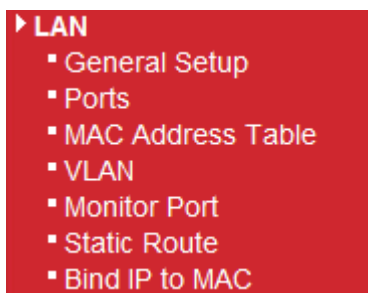 LAN
General Setup
Ports
MAC Address Table
VLAN
Monitor Port
Static Route
Bind IP to MAC